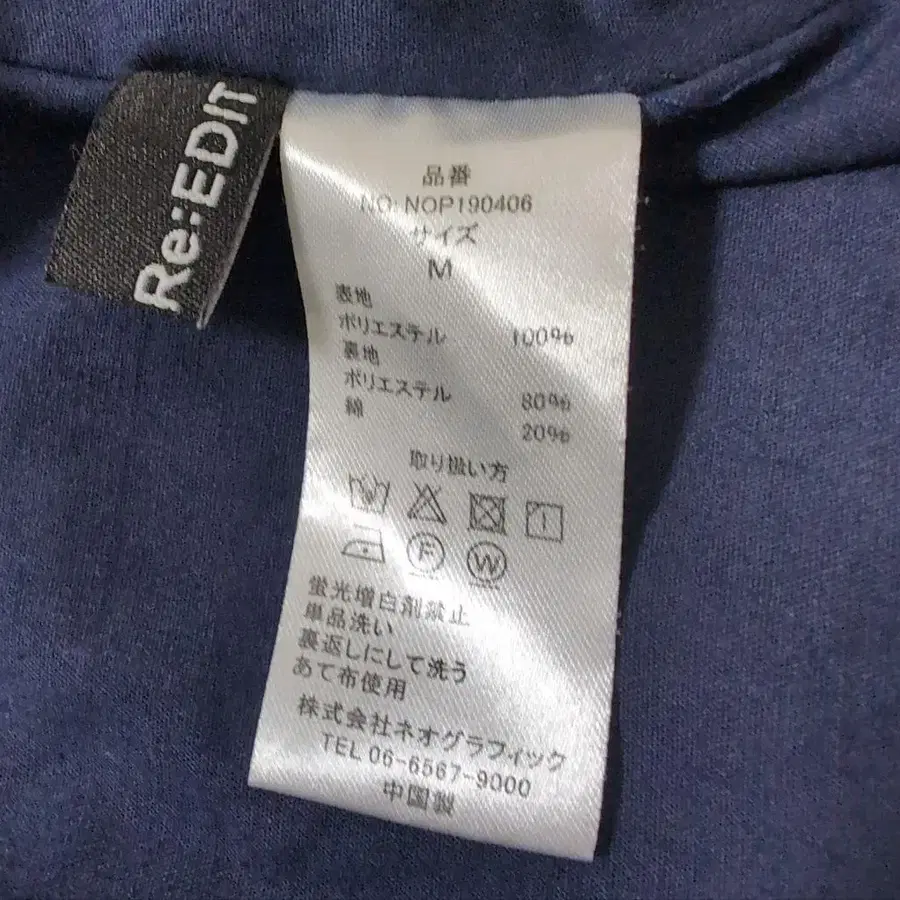 Re:EDIT
品番
NO: NOP190406
サイズ
M
表地
ポリエステル 100%
裏地
ポリエステル 80%
綿 20%
取り扱い方
F W
蛍光増白剤禁止
単品洗い
裏返しにして洗う
あて布使用
株式会社ネオグラフィック
TEL 06-6567-9000
中国製